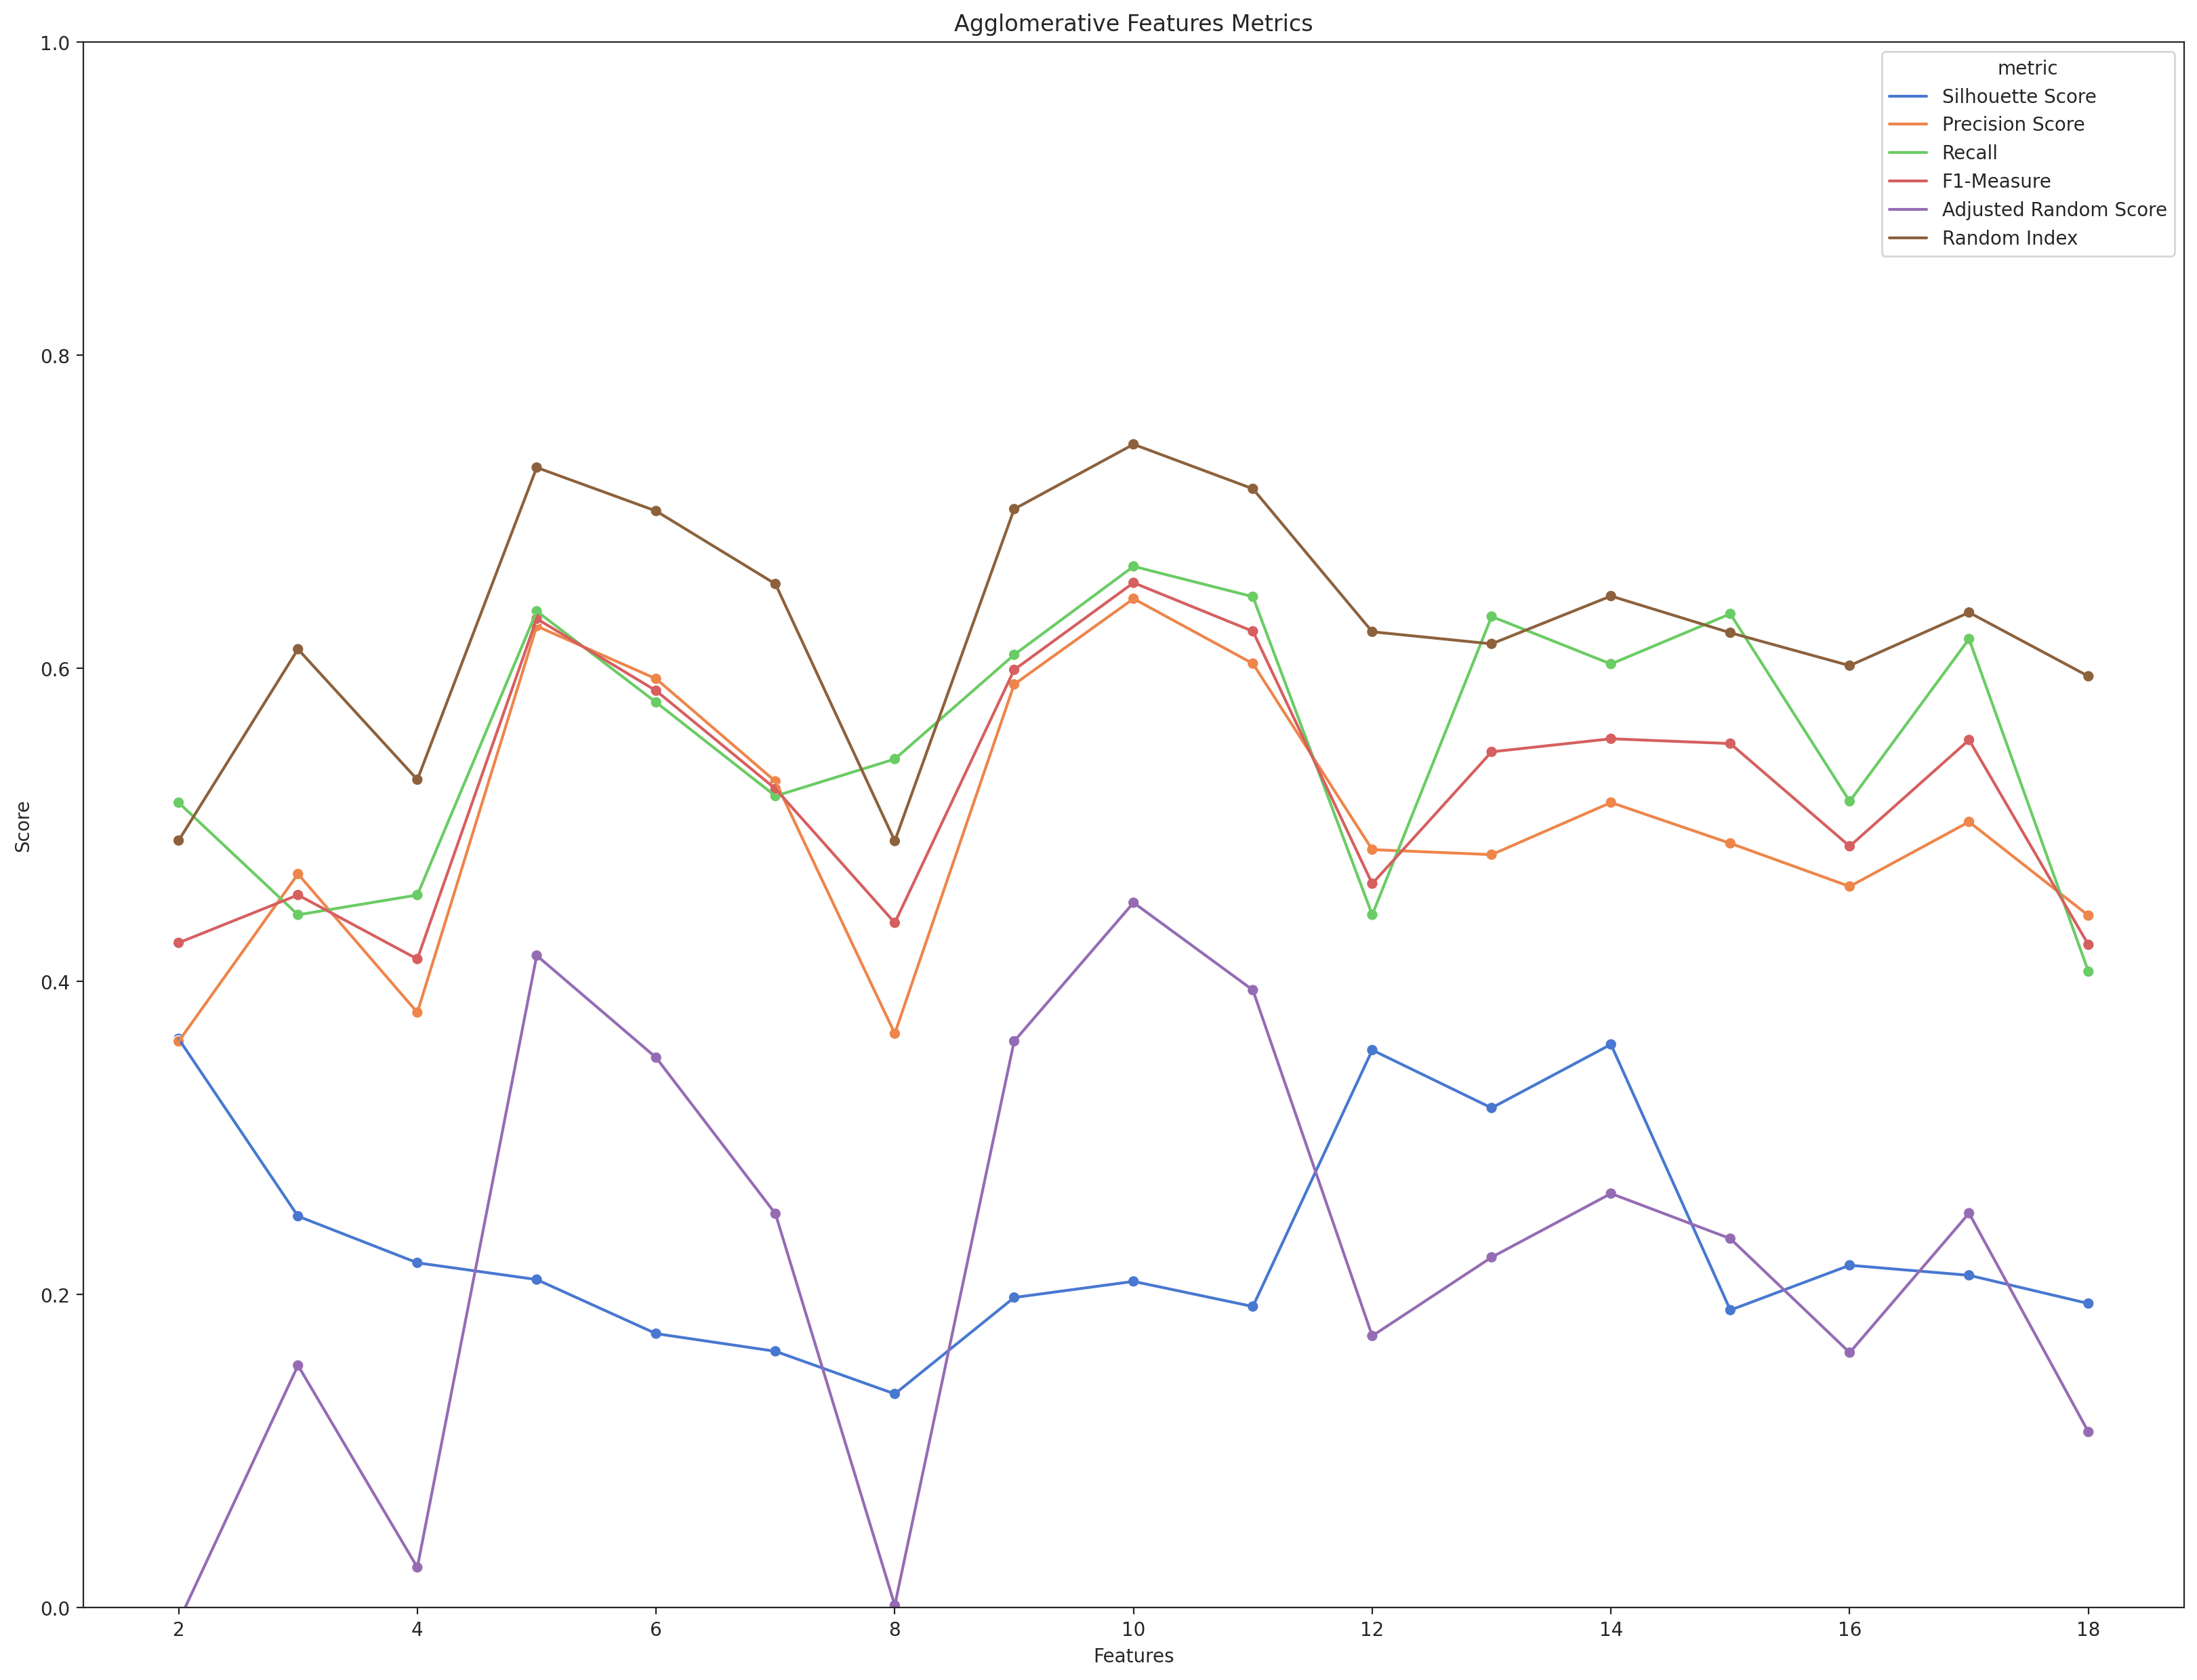 Agglomerative Features Metrics
1.0
0.8
0.6
0.4
0.2
0.0
Score
metric
Silhouette Score
Precision Score
Recall
F1-Measure
Adjusted Random Score
Random Index
2 4 6 8 10 12 14 16 18
Features